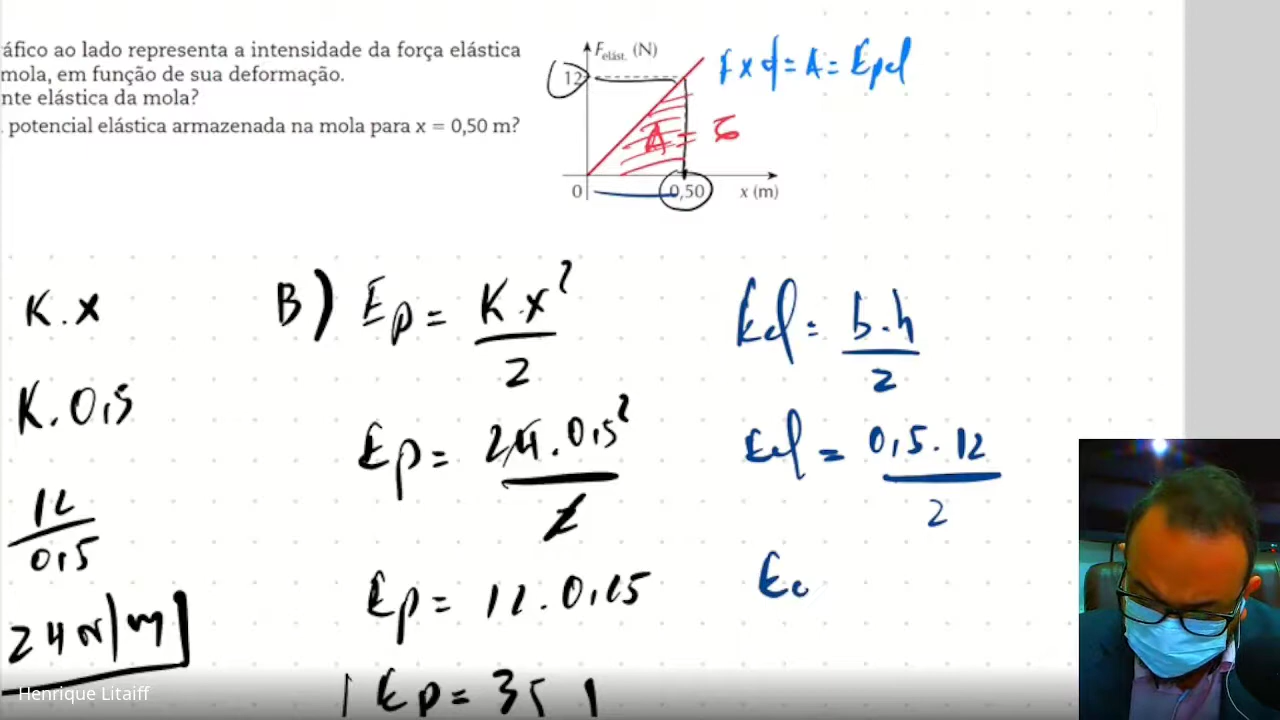 áfico ao lado representa a intensidade da força elástica
mola, em função de sua deformação.
nte elástica da mola?
potencial elástica armazenada na mola para x = 0,50 m?
Felást. (N)
12
0
0,50
x (m)
F x d = A = Epel
A =
K.x
K.0,5
12
0,5
24 N/m
B) Ep = K.x²
2
Ep = 24.0,5²
2
Ep = 12.0,25
Ep = 3
Eel = b.h
2
Eel = 0,5.12
2
Ee
Henrique Litaiff